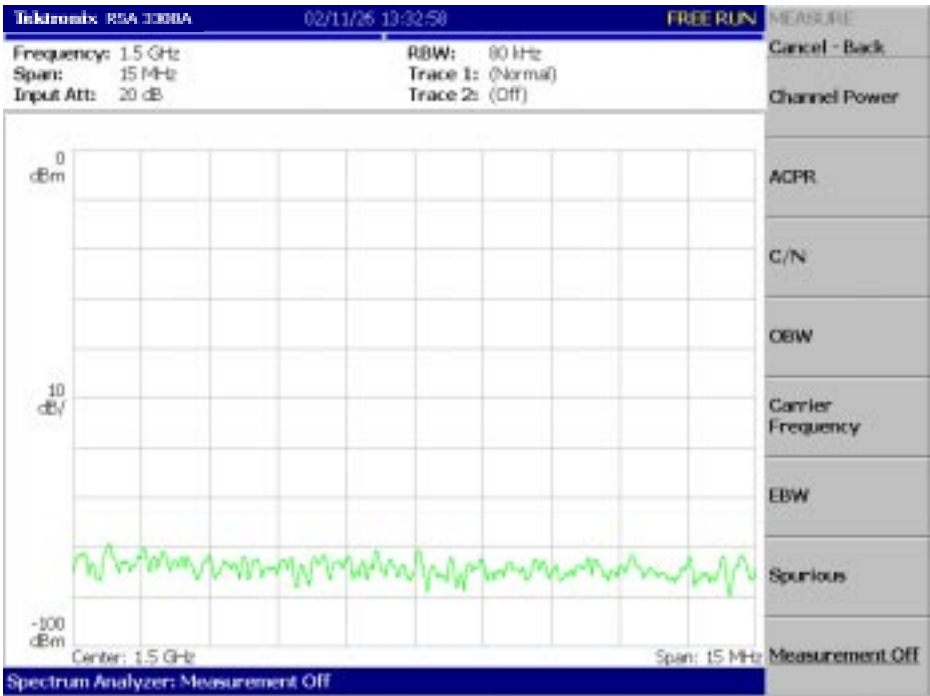 Tektronix RSA 3308A 02/11/26 13:32:58 FREE RUN MEASURE
Frequency: 1.5 GHz RBW: 80 kHz Cancel - Back
Span: 15 MHz Trace 1: (Normal)
Input Att: 20 dB Trace 2: (Off) Channel Power
0
dBm
ACPR
C/N
OBW
10
dB/
Carrier
Frequency
EBW
Spurious
-100
dBm
Center: 1.5 GHz Span: 15 MHz Measurement Off
Spectrum Analyzer: Measurement Off